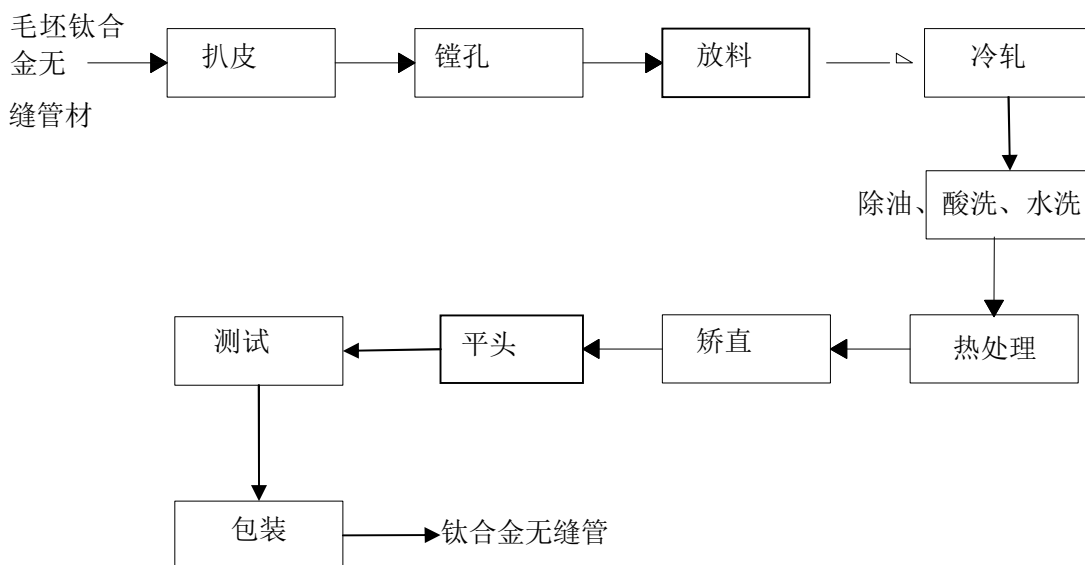 毛坯钛合
金无
缝管材
扒皮
镗孔
放料
冷轧
除油、酸洗、水洗
热处理
矫直
平头
测试
包装
钛合金无缝管